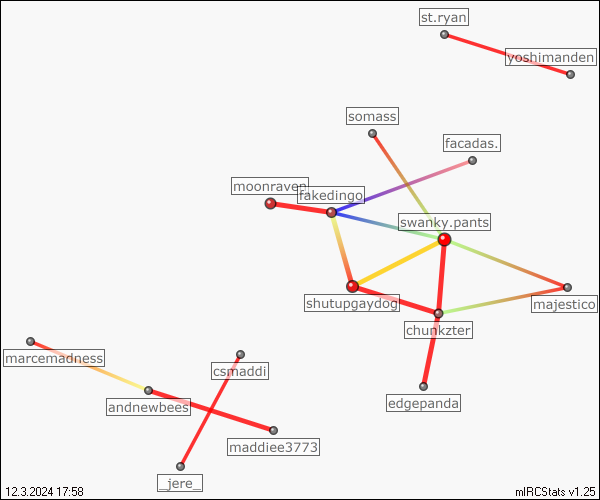 st.ryan
yoshimanden
somass
facadas.
moonraven
fakedingo
swanky.pants
shutupgaydog
majestico
chunkzter
marcemadness
csmaddi
edgepanda
andnewbees
maddiee3773
_jere_
12.3.2024 17:58
mIRCStats v1.25